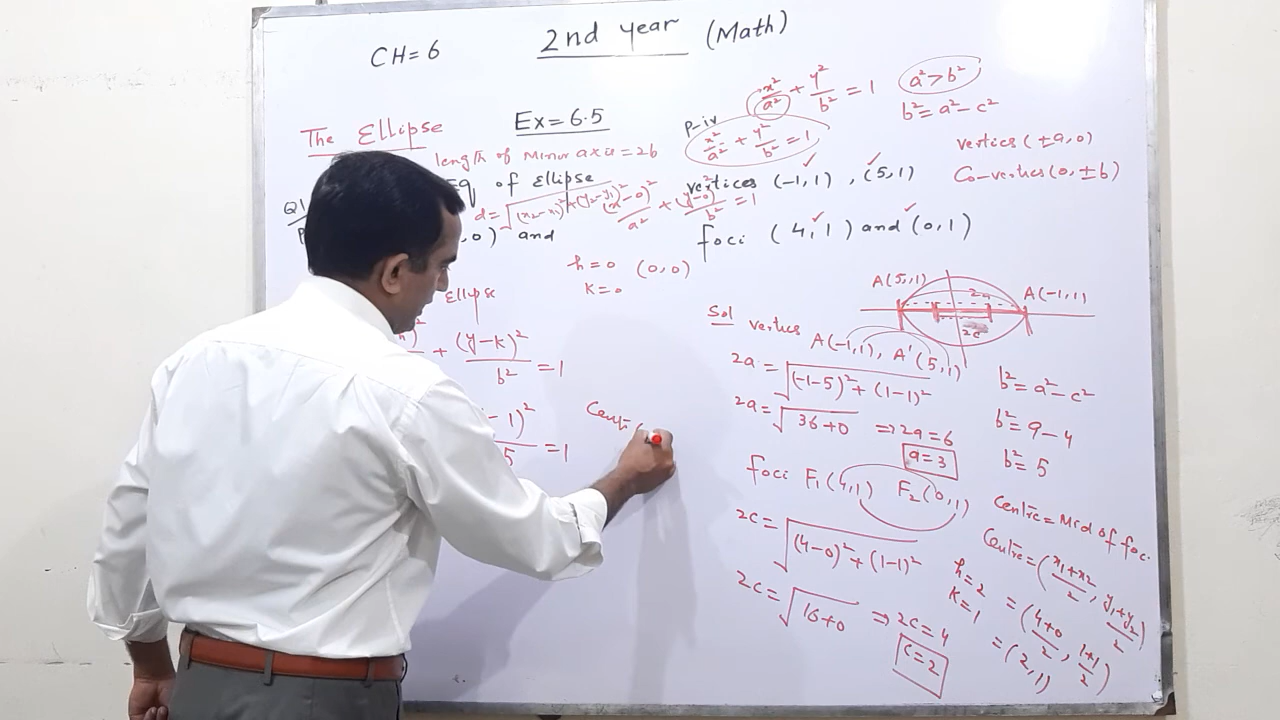 CH=6
2nd year (Math)
x²/a² + y²/b² = 1
a² > b²
b² = a² - c²
The Ellipse
Ex=6.5
P-iv
x²/a² + y²/b² = 1
vertices (±a, 0)
Co-vertices (0, ±b)
length of Minor axis = 2b
Q1
Eq of Ellipse
vertices (-1, 1), (5, 1)
d = √(x₂-x₁)² + (y₂-y₁)²
(x-0)²/a² + (y-0)²/b² = 1
, 0) and
foci (4, 1) and (0, 1)
h = 0 (0, 0)
k = 0
Ellipse
A(5, 1)
A(-1, 1)
2a
2c
)² + (y-k)²/b² = 1
- 1)²/5 = 1
Sol vertices
A(-1, 1), A'(5, 1)
2a = √(-1-5)² + (1-1)²
2a = √36+0 ⇒ 2a = 6
a = 3
b² = a² - c²
b² = 9 - 4
b² = 5
foci F₁(4, 1) F₂(0, 1)
2c = √(4-0)² + (1-1)²
2c = √16+0 ⇒ 2c = 4
c = 2
Centre = Mid of foci
Centre = (x₁+x₂/2, y₁+y₂/2)
h = 2
k = 1
= (4+0/2, 1+1/2)
= (2, 1)